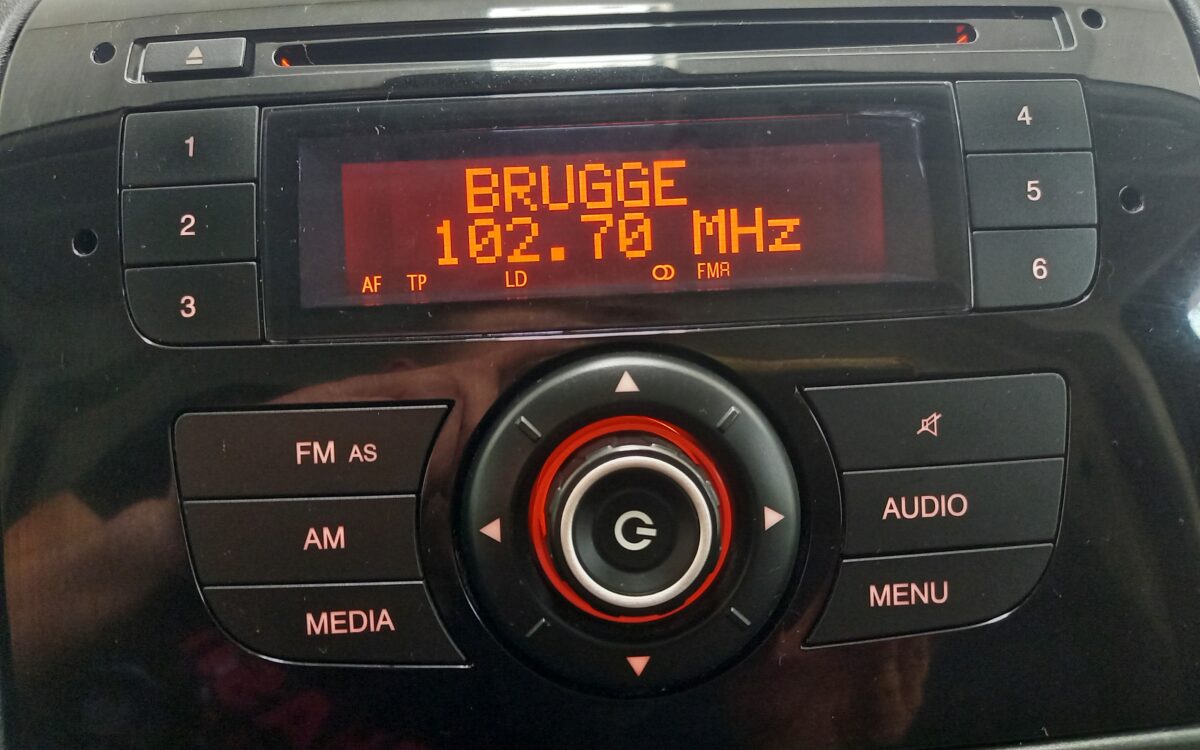 1
2
3
BRUGGE
102.70 MHz
AF TP LD FMA
4
5
6
FM AS
AM
MEDIA
AUDIO
MENU